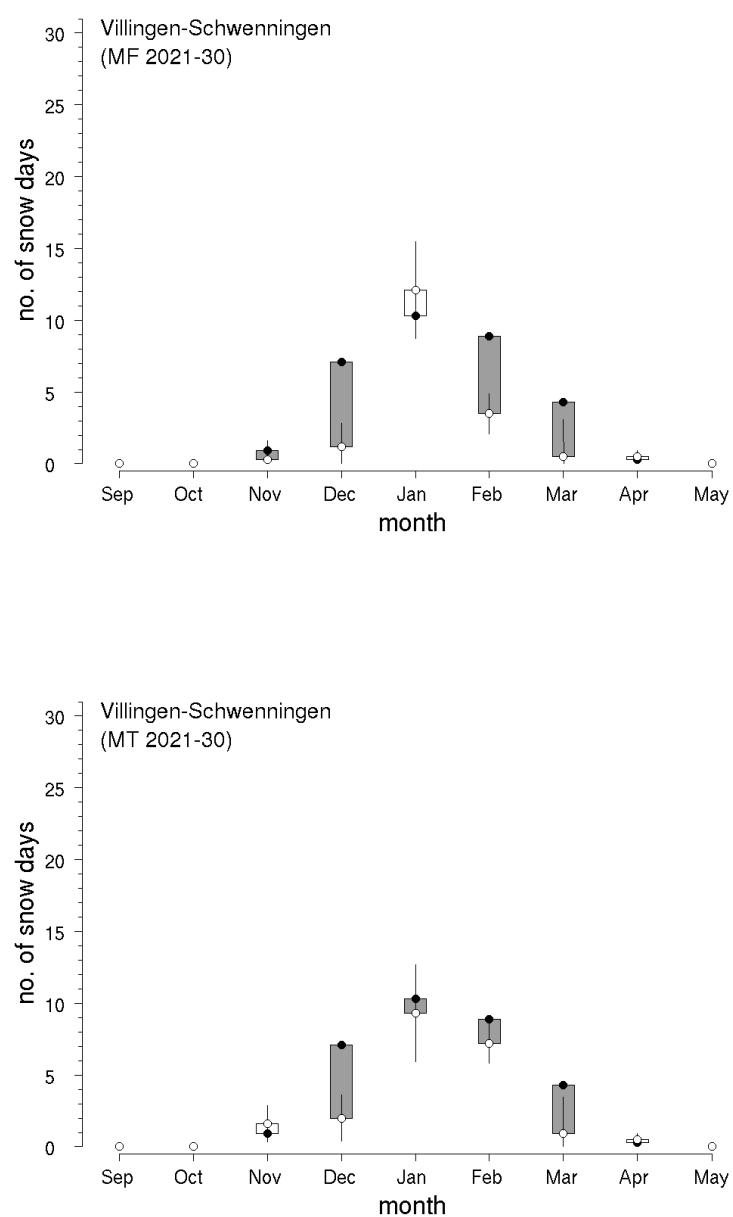 Villingen-Schwenningen
(MF 2021-30)
30
25
20
15
10
5
0
no. of snow days
Sep Oct Nov Dec Jan Feb Mar Apr May
month
Villingen-Schwenningen
(MT 2021-30)
30
25
20
15
10
5
0
no. of snow days
Sep Oct Nov Dec Jan Feb Mar Apr May
month